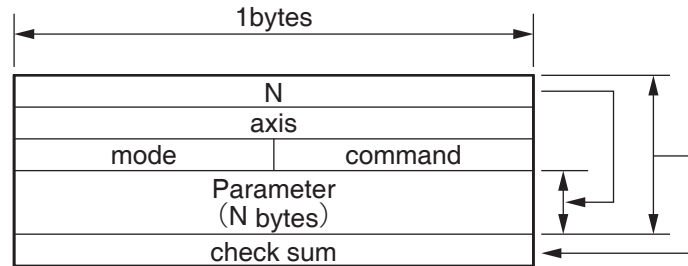 1bytes
N
axis
mode command
Parameter
(N bytes)
check sum